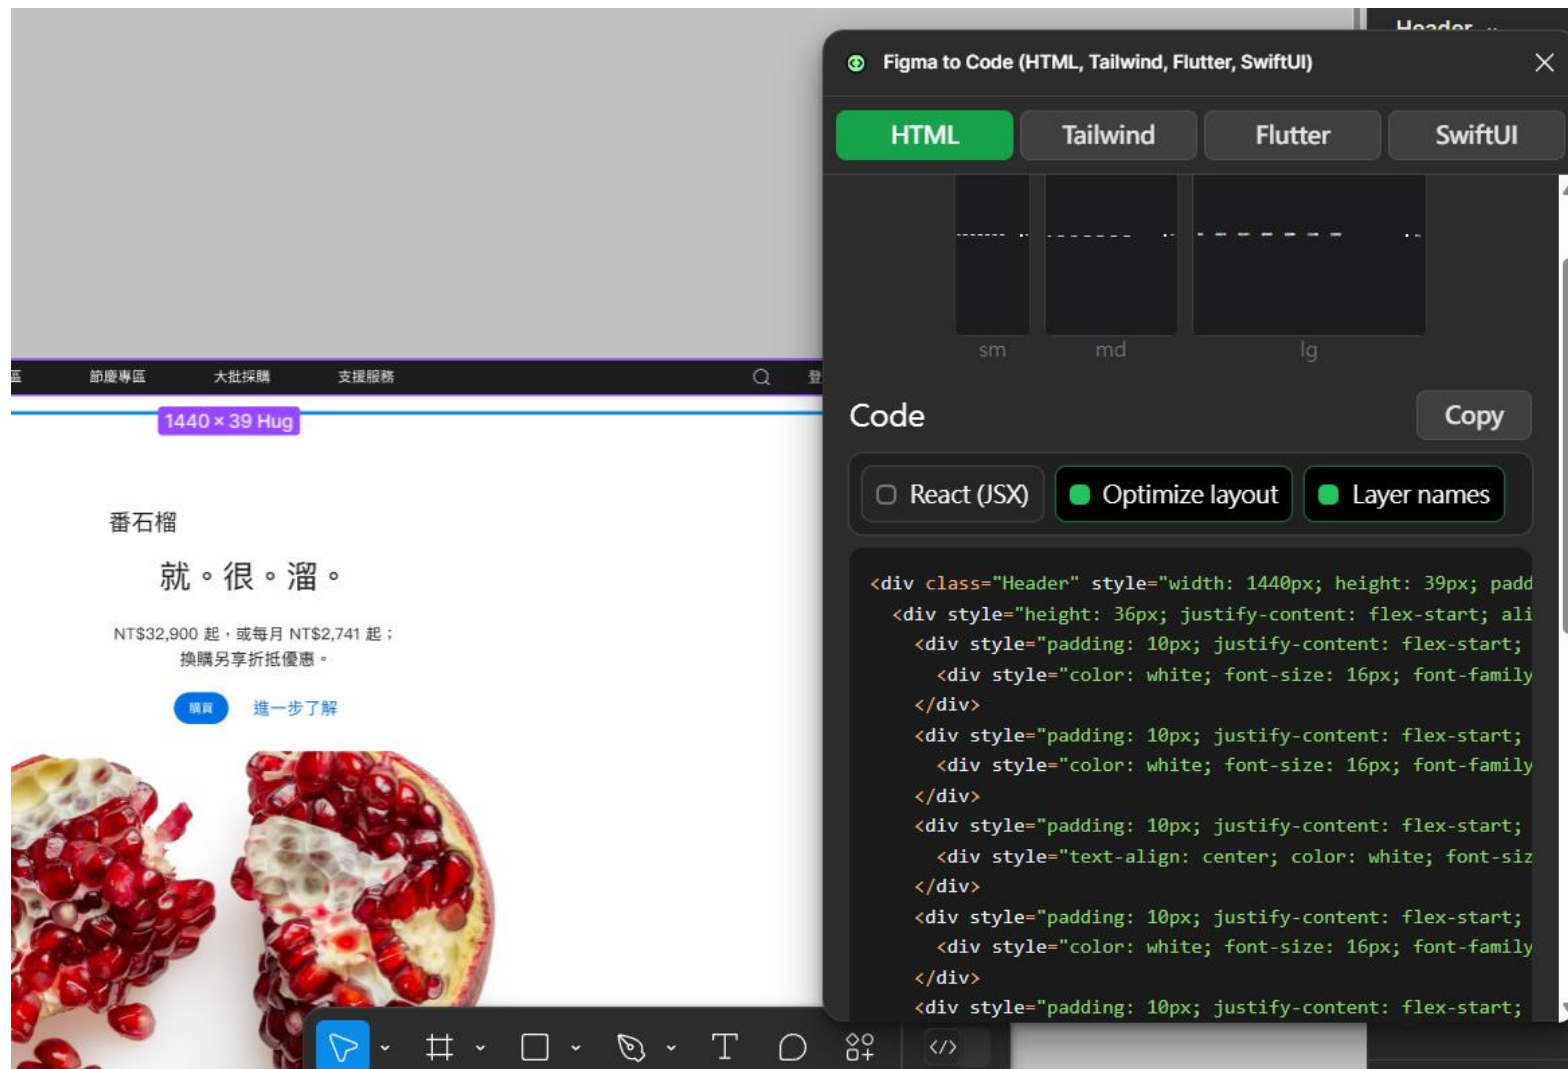 Header
Figma to Code (HTML, Tailwind, Flutter, SwiftUI)
HTML
Tailwind
Flutter
SwiftUI
sm
md
lg
區
節慶專區
大批採購
支援服務
登
1440 × 39 Hug
Code
Copy
React (JSX)
Optimize layout
Layer names
番石榴
就。很。溜。
NT$32,900 起，或每月 NT$2,741 起；
換購另享折抵優惠。
購買
進一步了解
<div class="Header" style="width: 1440px; height: 39px; padd
<div style="height: 36px; justify-content: flex-start; ali
<div style="padding: 10px; justify-content: flex-start;
<div style="color: white; font-size: 16px; font-family
</div>
<div style="padding: 10px; justify-content: flex-start;
<div style="color: white; font-size: 16px; font-family
</div>
<div style="padding: 10px; justify-content: flex-start;
<div style="text-align: center; color: white; font-siz
</div>
<div style="padding: 10px; justify-content: flex-start;
<div style="color: white; font-size: 16px; font-family
</div>
<div style="padding: 10px; justify-content: flex-start;